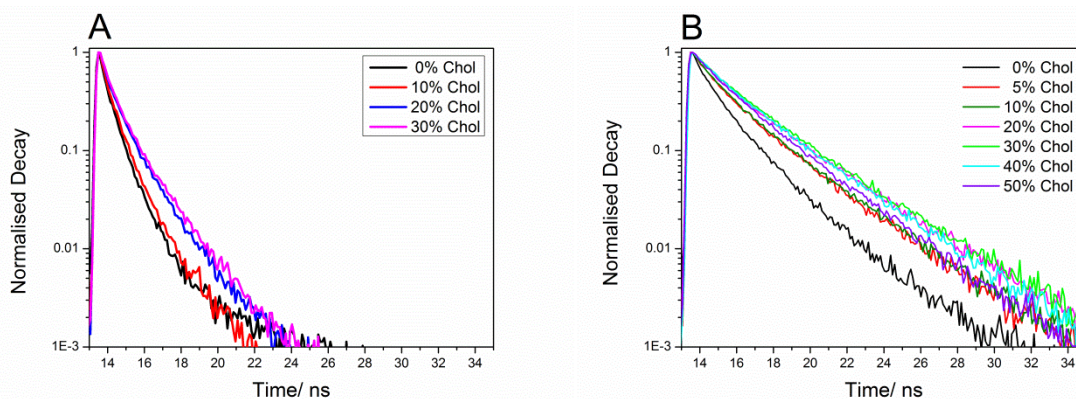 A
1
0.1
0.01
1E-3
14 16 18 20 22 24 26 28 30 32 34
Normalised Decay
Time/ ns
0% Chol
10% Chol
20% Chol
30% Chol
B
1
0.1
0.01
1E-3
14 16 18 20 22 24 26 28 30 32 34
Normalised Decay
Time/ ns
0% Chol
5% Chol
10% Chol
20% Chol
30% Chol
40% Chol
50% Chol